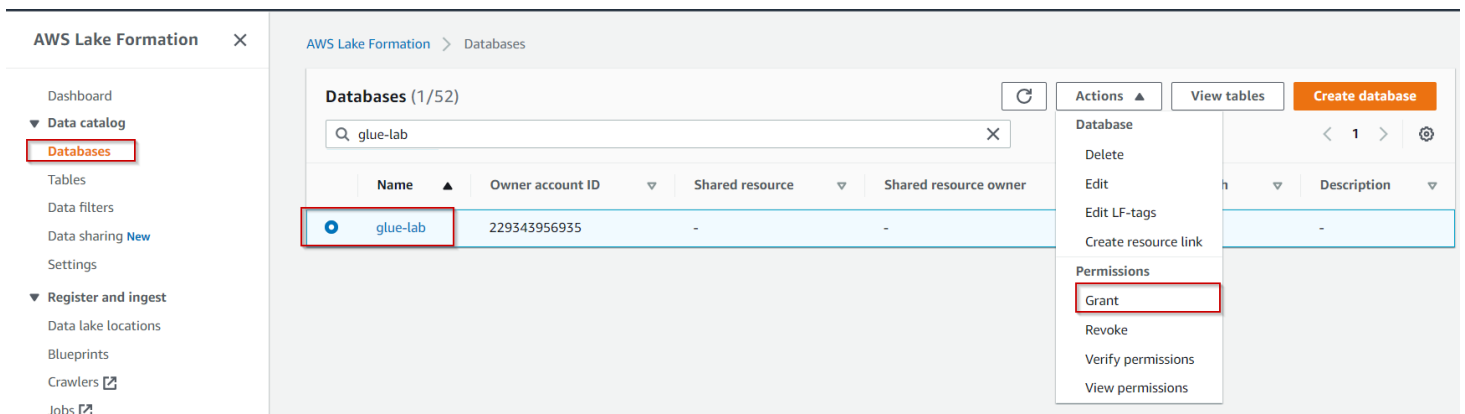 AWS Lake Formation
Dashboard
Data catalog
Databases
Tables
Data filters
Data sharing New
Settings
Register and ingest
Data lake locations
Blueprints
Crawlers
Jobs
AWS Lake Formation > Databases
Databases (1/52)
Actions
View tables
Create database
glue-lab
1
Name
Owner account ID
Shared resource
Shared resource owner
h
Description
glue-lab
229343956935
-
-
-
Database
Delete
Edit
Edit LF-tags
Create resource link
Permissions
Grant
Revoke
Verify permissions
View permissions